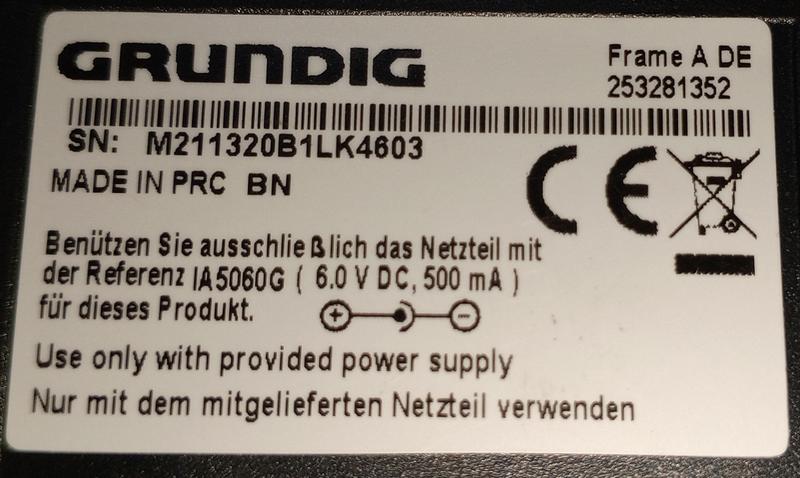 GRUNDIG
Frame A DE
253281352
SN: M211320B1LK4603
MADE IN PRC BN
CE
Benützen Sie ausschließlich das Netzteil mit
der Referenz IA5060G ( 6.0 V DC, 500 mA )
für dieses Produkt.
Use only with provided power supply
Nur mit dem mitgelieferten Netzteil verwenden